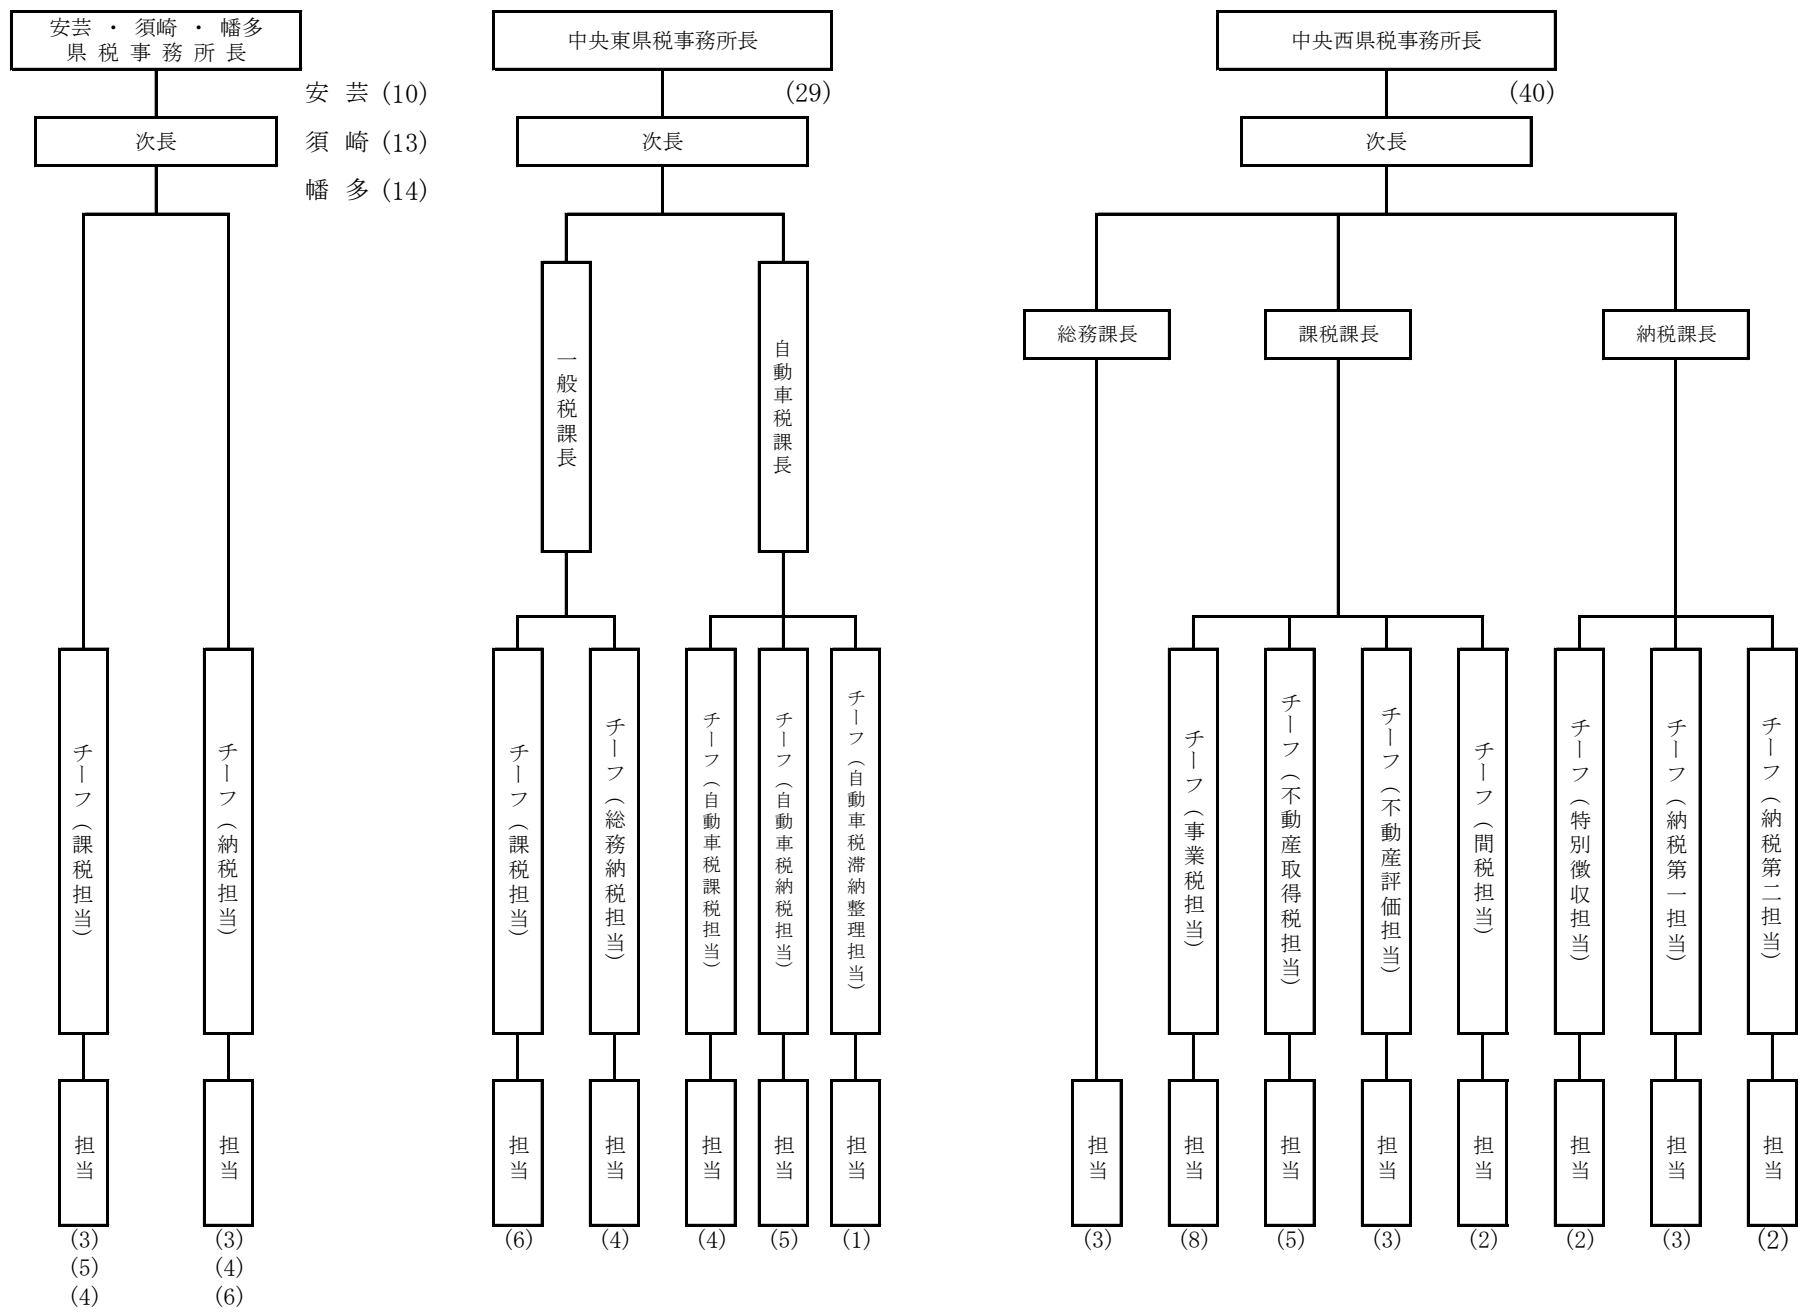 安芸 ・ 須崎 ・ 幡多
県 税 事 務 所 長
安 芸 (10)
次長
須 崎 (13)
幡 多 (14)
チーフ(課税担当)
チーフ(納税担当)
担当
担当
(3)
(5)
(4)
(3)
(4)
(6)
中央東県税事務所長
(29)
次長
一般税課長
自動車税課長
チーフ(課税担当)
チーフ(総務納税担当)
チーフ(自動車税課税担当)
チーフ(自動車税納税担当)
チーフ(自動車税滞納整理担当)
担当
担当
担当
担当
担当
(6)
(4)
(4)
(5)
(1)
中央西県税事務所長
(40)
次長
総務課長
課税課長
納税課長
チーフ(事業税担当)
チーフ(不動産取得税担当)
チーフ(不動産評価担当)
チーフ(間税担当)
チーフ(特別徴収担当)
チーフ(納税第一担当)
チーフ(納税第二担当)
担当
担当
担当
担当
担当
担当
担当
担当
(3)
(8)
(5)
(3)
(2)
(2)
(3)
(2)